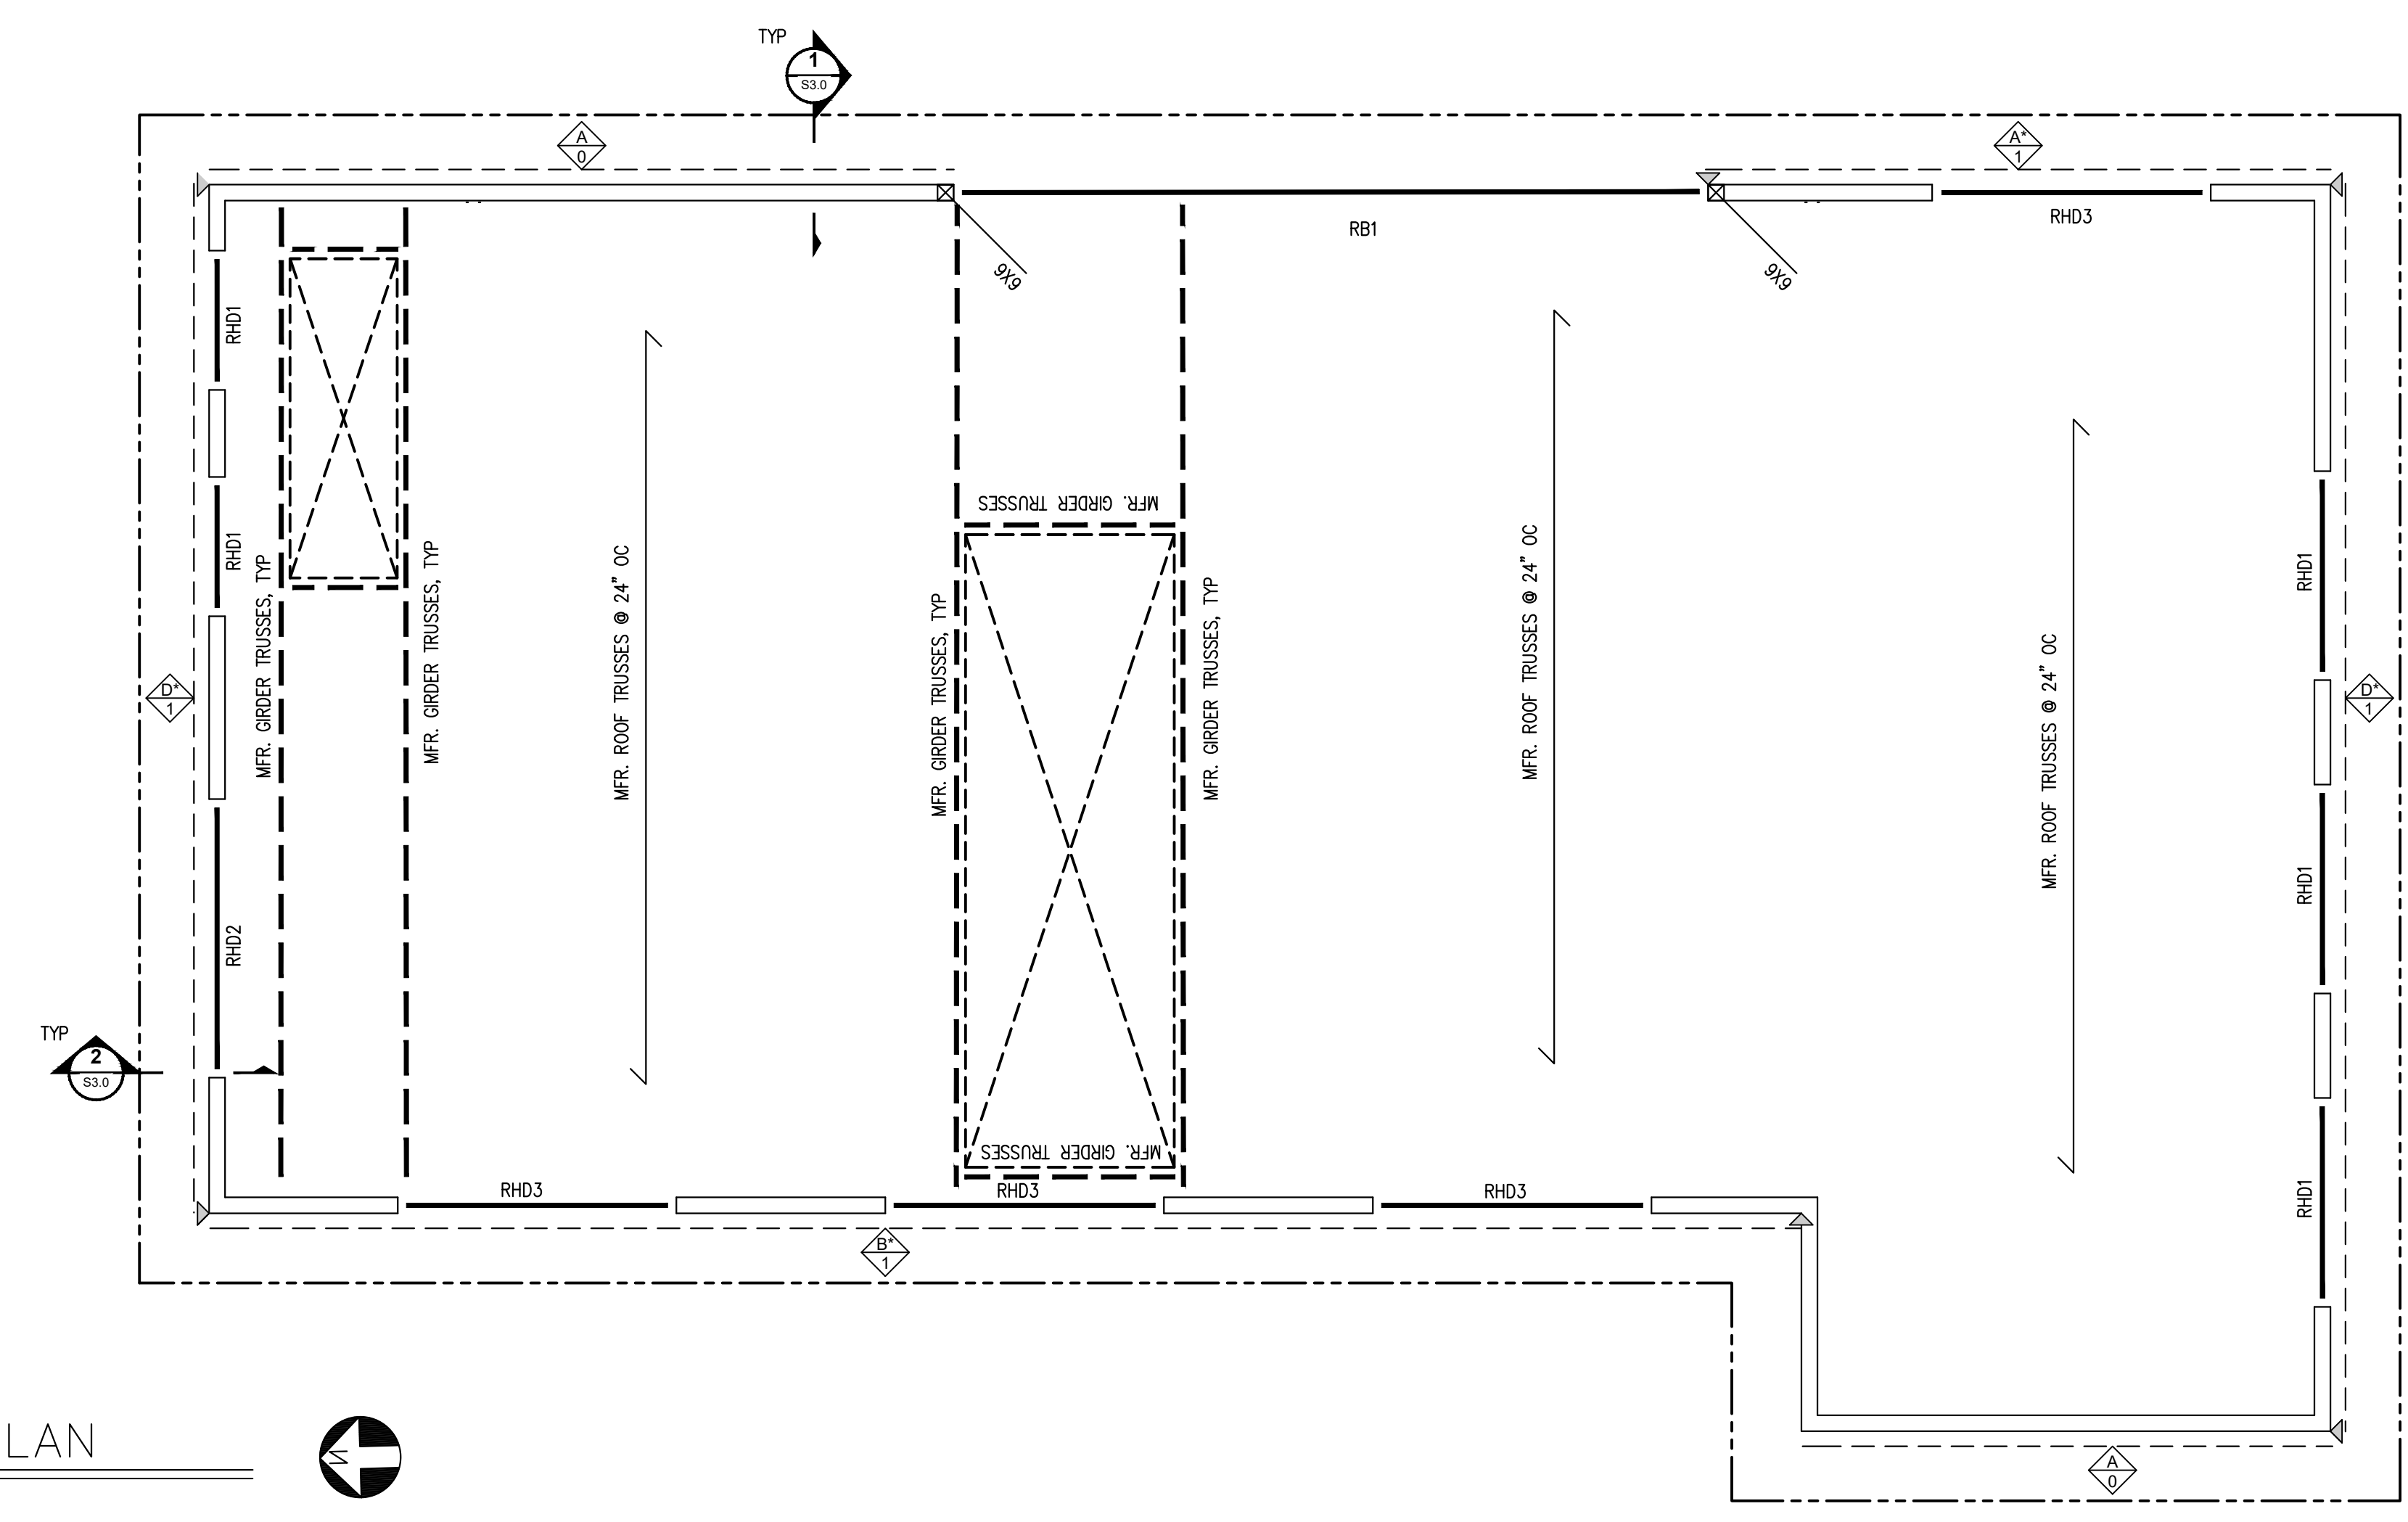 TYP
1
S3.0
A
0
A*
1
RB1
RHD3
6X6
6X6
RHD1
RHD1
RHD2
MFR. GIRDER TRUSSES, TYP
MFR. GIRDER TRUSSES, TYP
MFR. ROOF TRUSSES @ 24" OC
MFR. GIRDER TRUSSES
MFR. GIRDER TRUSSES, TYP
MFR. GIRDER TRUSSES, TYP
MFR. GIRDER TRUSSES
MFR. ROOF TRUSSES @ 24" OC
MFR. ROOF TRUSSES @ 24" OC
RHD1
RHD1
RHD1
D*
1
D*
1
TYP
2
S3.0
RHD3
RHD3
RHD3
B*
1
A
0
LAN
N